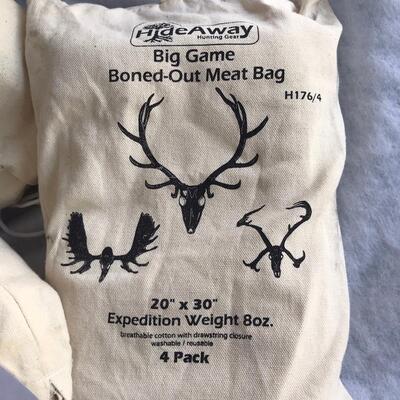 HideAway
Hunting Gear
Big Game
Boned-Out Meat Bag
H176/4
20" x 30"
Expedition Weight 8oz.
breathable cotton with drawstring closure
washable / reusable
4 Pack